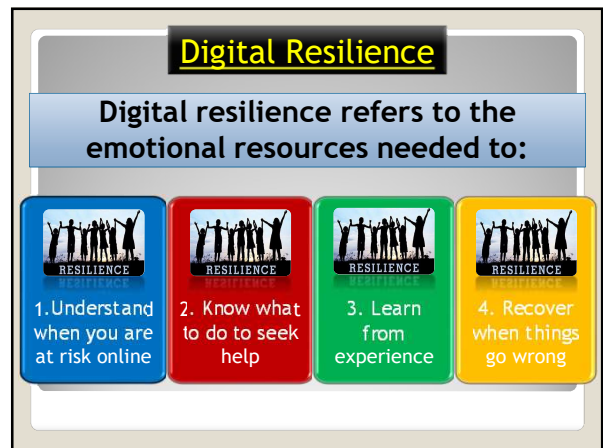 Digital Resilience
Digital resilience refers to the
emotional resources needed to:
RESILIENCE
1.Understand
when you are
at risk online
RESILIENCE
2. Know what
to do to seek
help
RESILIENCE
3. Learn
from
experience
RESILIENCE
4. Recover
when things
go wrong